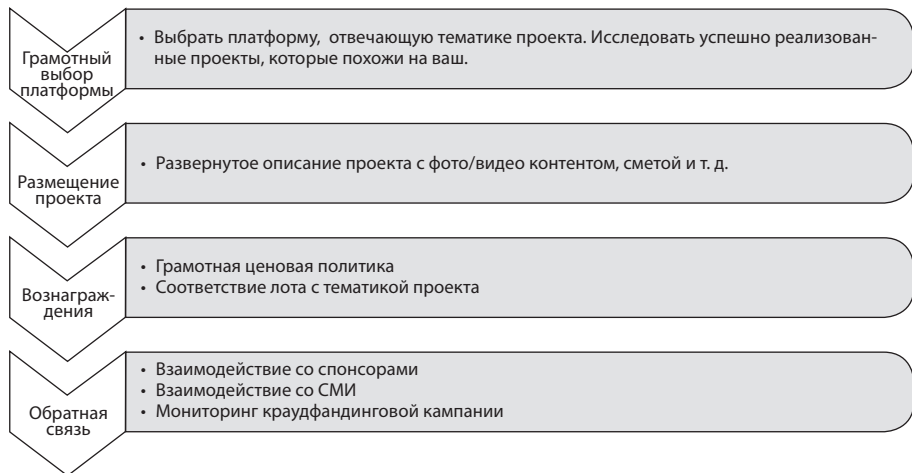 Грамотный
выбор
платформы
• Выбрать платформу, отвечающую тематике проекта. Исследовать успешно реализован-
ные проекты, которые похожи на ваш.
Размещение
проекта
• Развернутое описание проекта с фото/видео контентом, сметой и т. д.
Вознаграж-
дения
• Грамотная ценовая политика
• Соответствие лота с тематикой проекта
Обратная
связь
• Взаимодействие со спонсорами
• Взаимодействие со СМИ
• Мониторинг краудфандинговой кампании